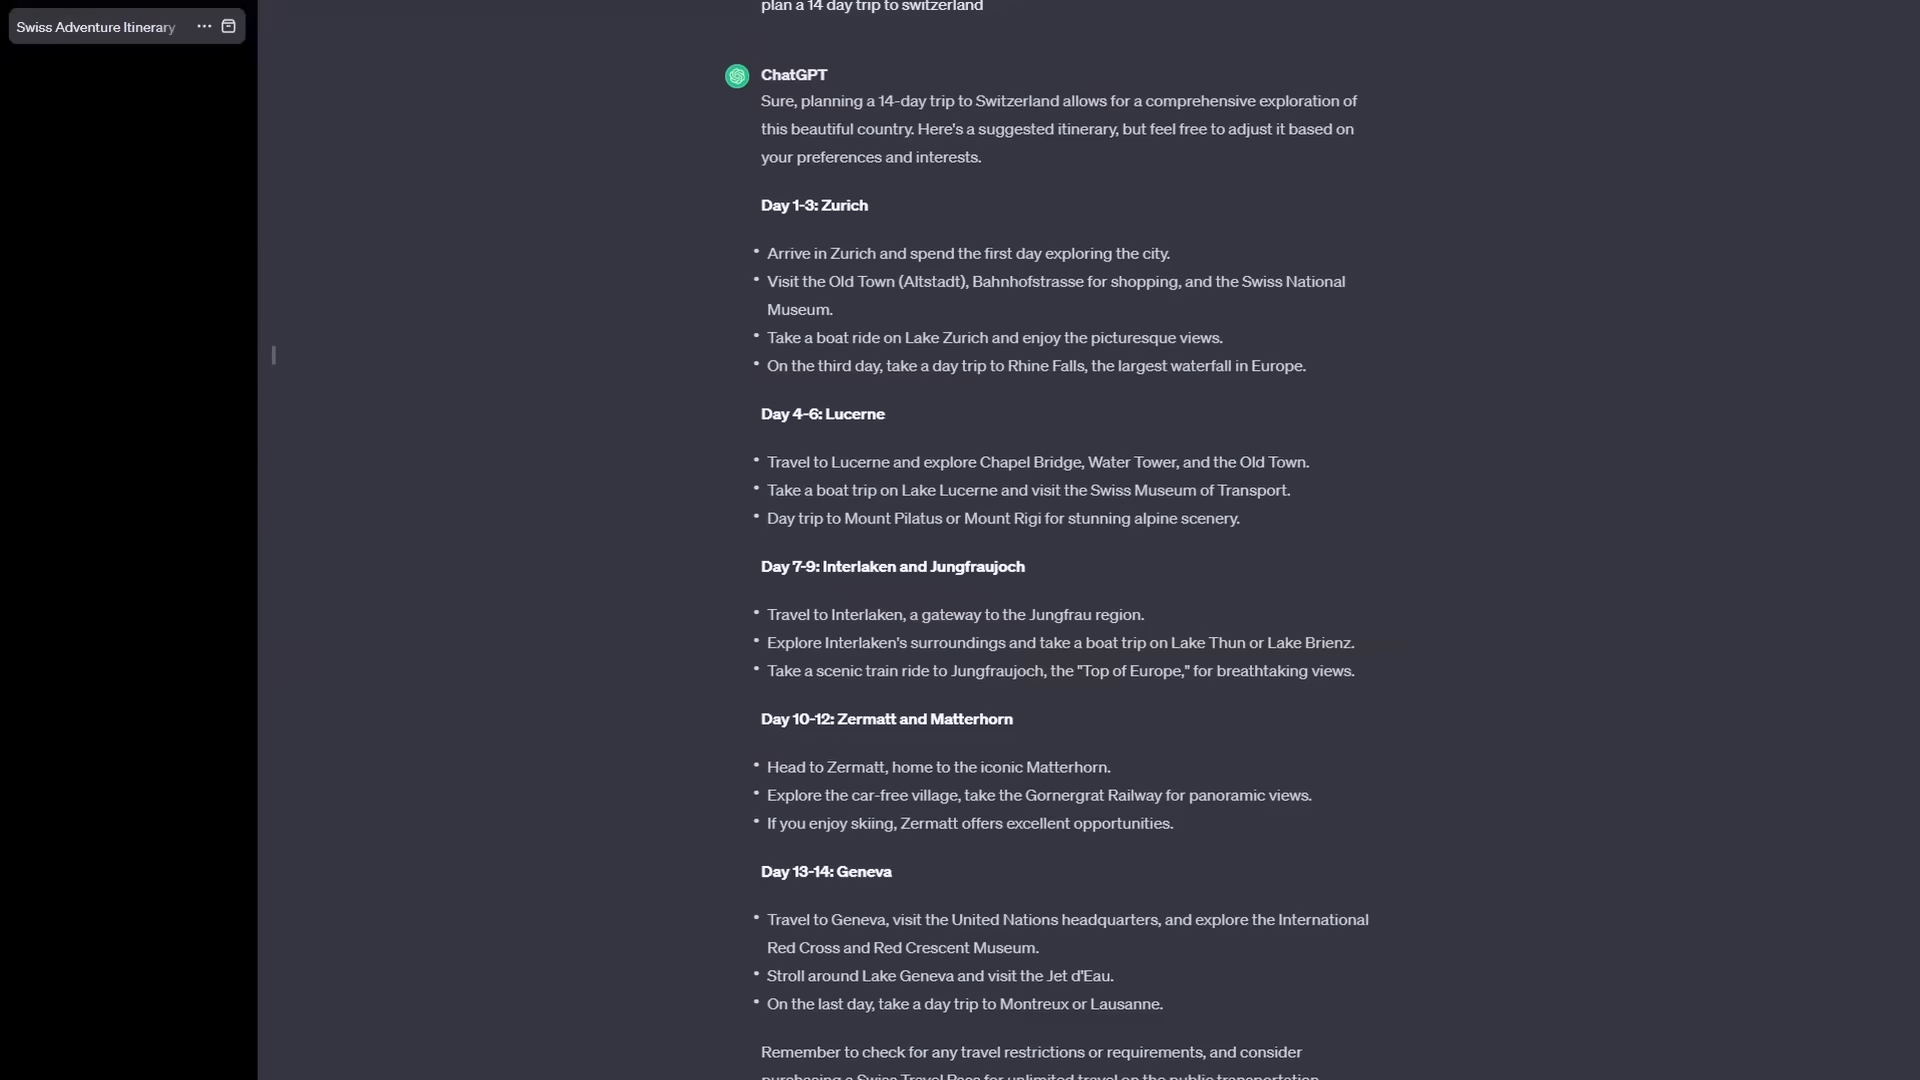 plan a 14 day trip to switzerland
Swiss Adventure Itinerary
ChatGPT
Sure, planning a 14-day trip to Switzerland allows for a comprehensive exploration of
this beautiful country. Here's a suggested itinerary, but feel free to adjust it based on
your preferences and interests.
Day 1-3: Zurich
• Arrive in Zurich and spend the first day exploring the city.
• Visit the Old Town (Altstadt), Bahnhofstrasse for shopping, and the Swiss National
Museum.
• Take a boat ride on Lake Zurich and enjoy the picturesque views.
• On the third day, take a day trip to Rhine Falls, the largest waterfall in Europe.
Day 4-6: Lucerne
• Travel to Lucerne and explore Chapel Bridge, Water Tower, and the Old Town.
• Take a boat trip on Lake Lucerne and visit the Swiss Museum of Transport.
• Day trip to Mount Pilatus or Mount Rigi for stunning alpine scenery.
Day 7-9: Interlaken and Jungfraujoch
• Travel to Interlaken, a gateway to the Jungfrau region.
• Explore Interlaken's surroundings and take a boat trip on Lake Thun or Lake Brienz.
• Take a scenic train ride to Jungfraujoch, the "Top of Europe," for breathtaking views.
Day 10-12: Zermatt and Matterhorn
• Head to Zermatt, home to the iconic Matterhorn.
• Explore the car-free village, take the Gornergrat Railway for panoramic views.
• If you enjoy skiing, Zermatt offers excellent opportunities.
Day 13-14: Geneva
• Travel to Geneva, visit the United Nations headquarters, and explore the International
Red Cross and Red Crescent Museum.
• Stroll around Lake Geneva and visit the Jet d'Eau.
• On the last day, take a day trip to Montreux or Lausanne.
Remember to check for any travel restrictions or requirements, and consider
purchasing a Swiss Travel Pass for unlimited travel on the public transportation